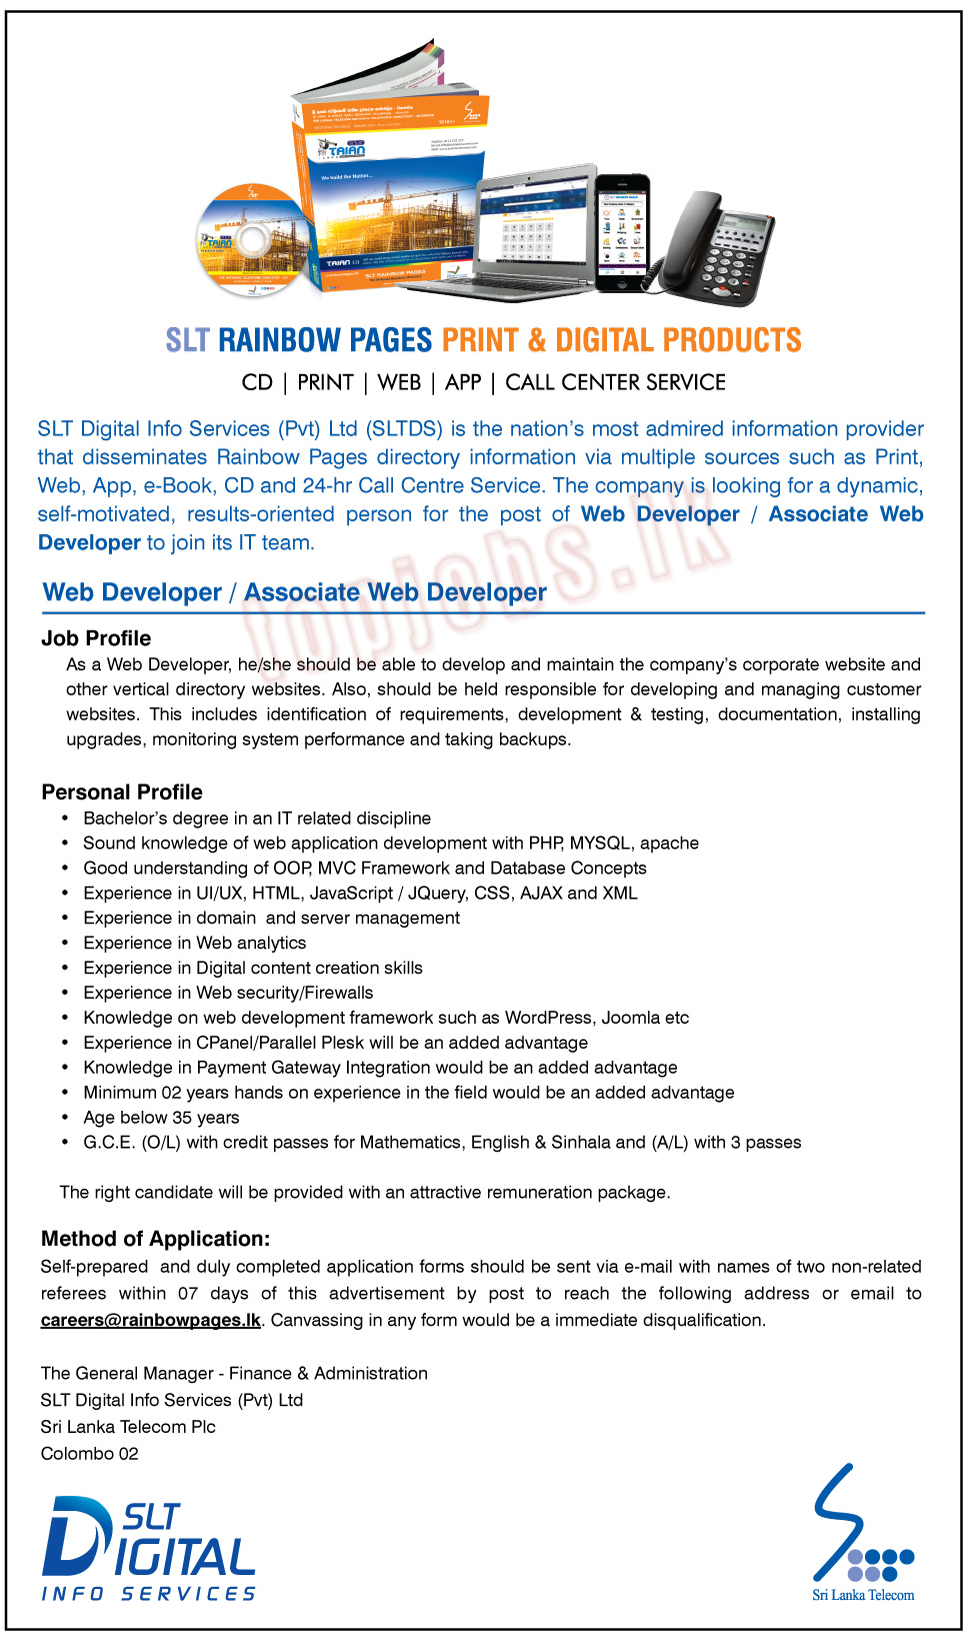 We build the Nation...
TAIAN
SLT RAINBOW PAGES
SLT RAINBOW PAGES PRINT & DIGITAL PRODUCTS
CD | PRINT | WEB | APP | CALL CENTER SERVICE
SLT Digital Info Services (Pvt) Ltd (SLTDS) is the nation's most admired information provider
that disseminates Rainbow Pages directory information via multiple sources such as Print,
Web, App, e-Book, CD and 24-hr Call Centre Service. The company is looking for a dynamic,
self-motivated, results-oriented person for the post of Web Developer / Associate Web
Developer to join its IT team.
topjobs.lk
Web Developer / Associate Web Developer
Job Profile
As a Web Developer, he/she should be able to develop and maintain the company's corporate website and
other vertical directory websites. Also, should be held responsible for developing and managing customer
websites. This includes identification of requirements, development & testing, documentation, installing
upgrades, monitoring system performance and taking backups.
Personal Profile
• Bachelor's degree in an IT related discipline
• Sound knowledge of web application development with PHP, MYSQL, apache
• Good understanding of OOP, MVC Framework and Database Concepts
• Experience in UI/UX, HTML, JavaScript / JQuery, CSS, AJAX and XML
• Experience in domain  and server management
• Experience in Web analytics
• Experience in Digital content creation skills
• Experience in Web security/Firewalls
• Knowledge on web development framework such as WordPress, Joomla etc
• Experience in CPanel/Parallel Plesk will be an added advantage
• Knowledge in Payment Gateway Integration would be an added advantage
• Minimum 02 years hands on experience in the field would be an added advantage
• Age below 35 years
• G.C.E. (O/L) with credit passes for Mathematics, English & Sinhala and (A/L) with 3 passes
The right candidate will be provided with an attractive remuneration package.
Method of Application:
Self-prepared  and duly completed application forms should be sent via e-mail with names of two non-related
referees within 07 days of this advertisement by post to reach the following address or email to
careers@rainbowpages.lk. Canvassing in any form would be a immediate disqualification.
The General Manager - Finance & Administration
SLT Digital Info Services (Pvt) Ltd
Sri Lanka Telecom Plc
Colombo 02
SLT
DIGITAL
INFO SERVICES
Sri Lanka Telecom